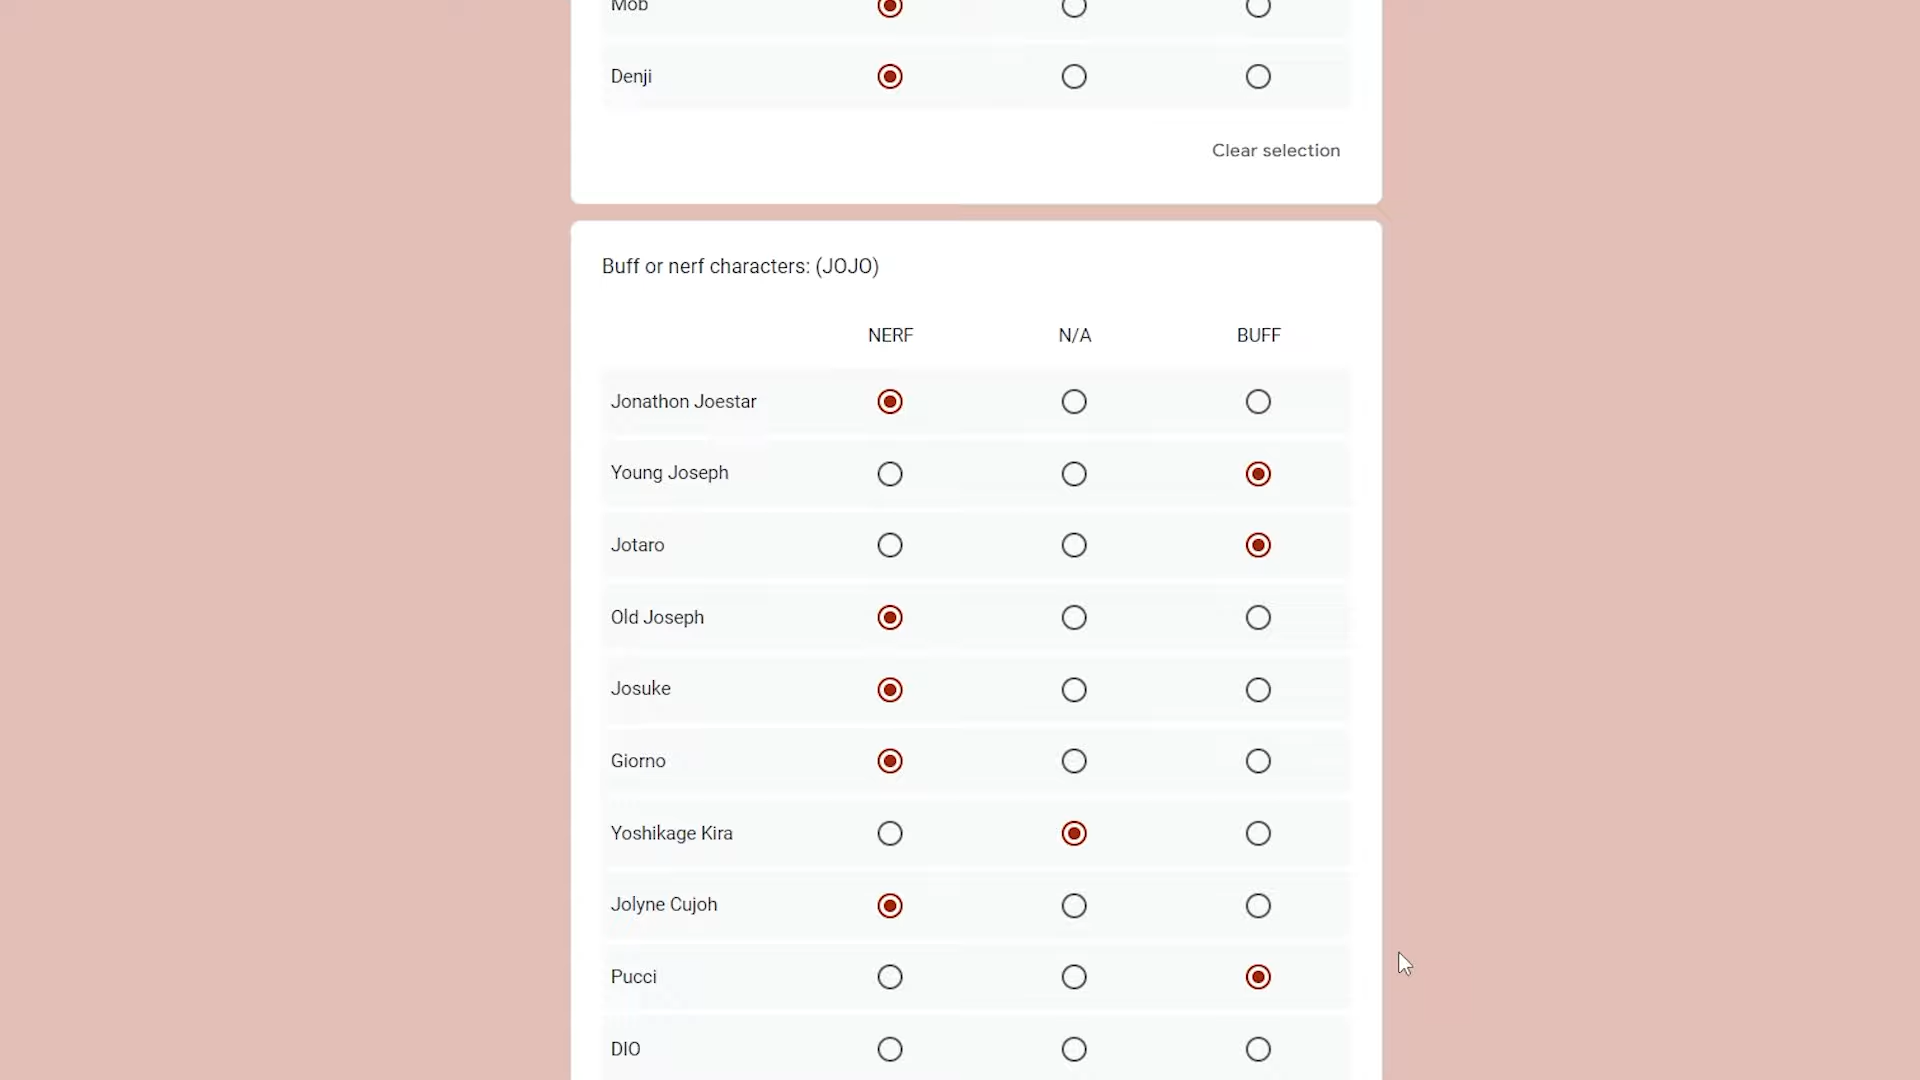 Mob
Denji
Clear selection
Buff or nerf characters: (JOJO)
NERF N/A BUFF
Jonathon Joestar
Young Joseph
Jotaro
Old Joseph
Josuke
Giorno
Yoshikage Kira
Jolyne Cujoh
Pucci
DIO